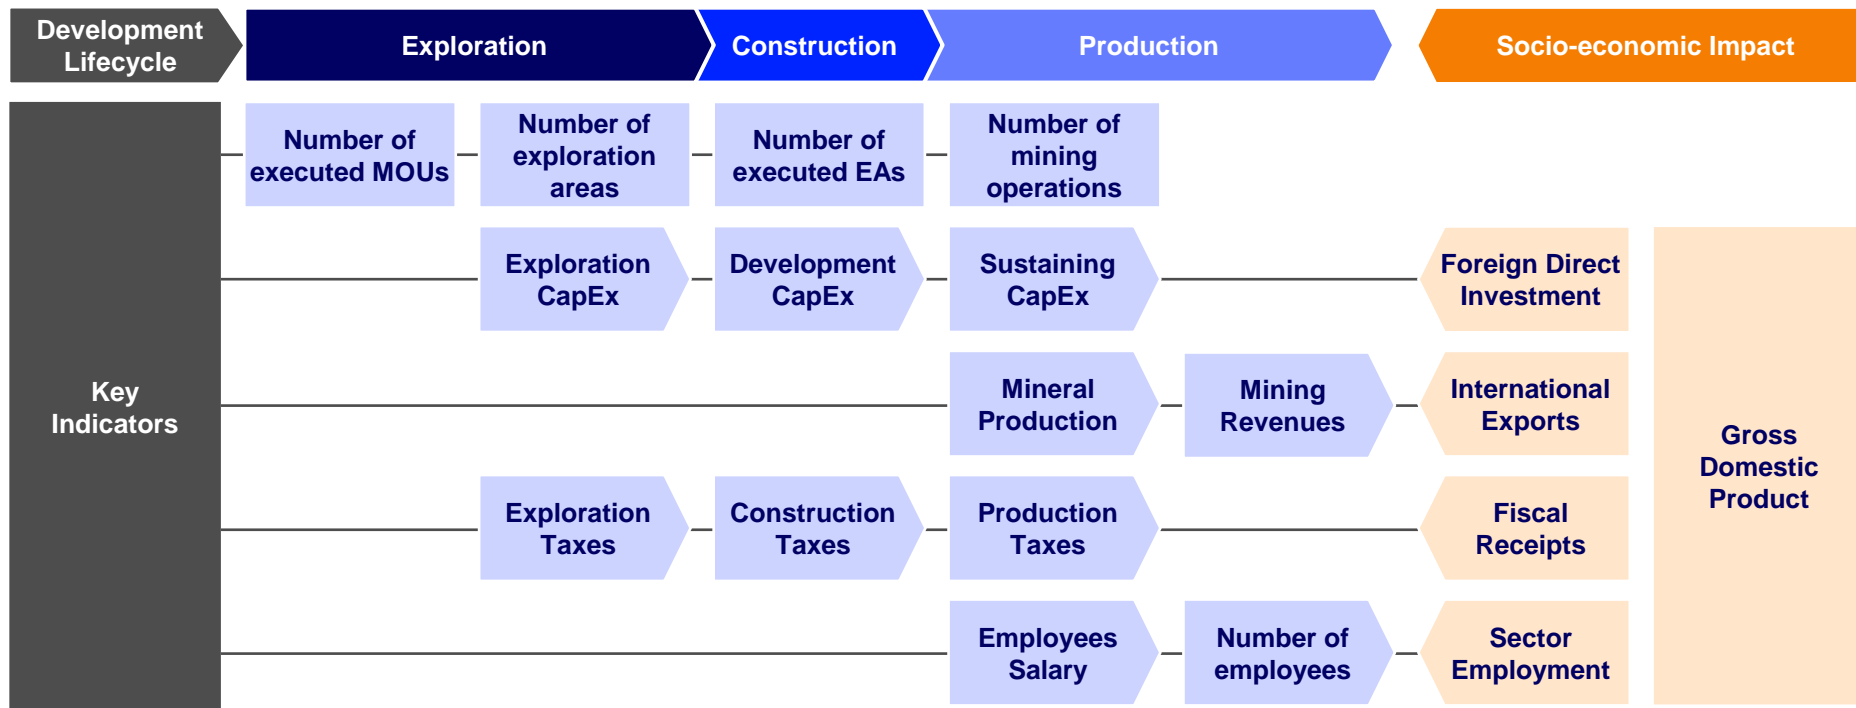 Development
Lifecycle
Exploration
Construction
Production
Socio-economic Impact
Key
Indicators
Number of
executed MOUs
Number of
exploration
areas
Number of
executed EAs
Number of
mining
operations
Exploration
CapEx
Development
CapEx
Sustaining
CapEx
Foreign Direct
Investment
Mineral
Production
Mining
Revenues
International
Exports
Exploration
Taxes
Construction
Taxes
Production
Taxes
Fiscal
Receipts
Employees
Salary
Number of
employees
Sector
Employment
Gross
Domestic
Product